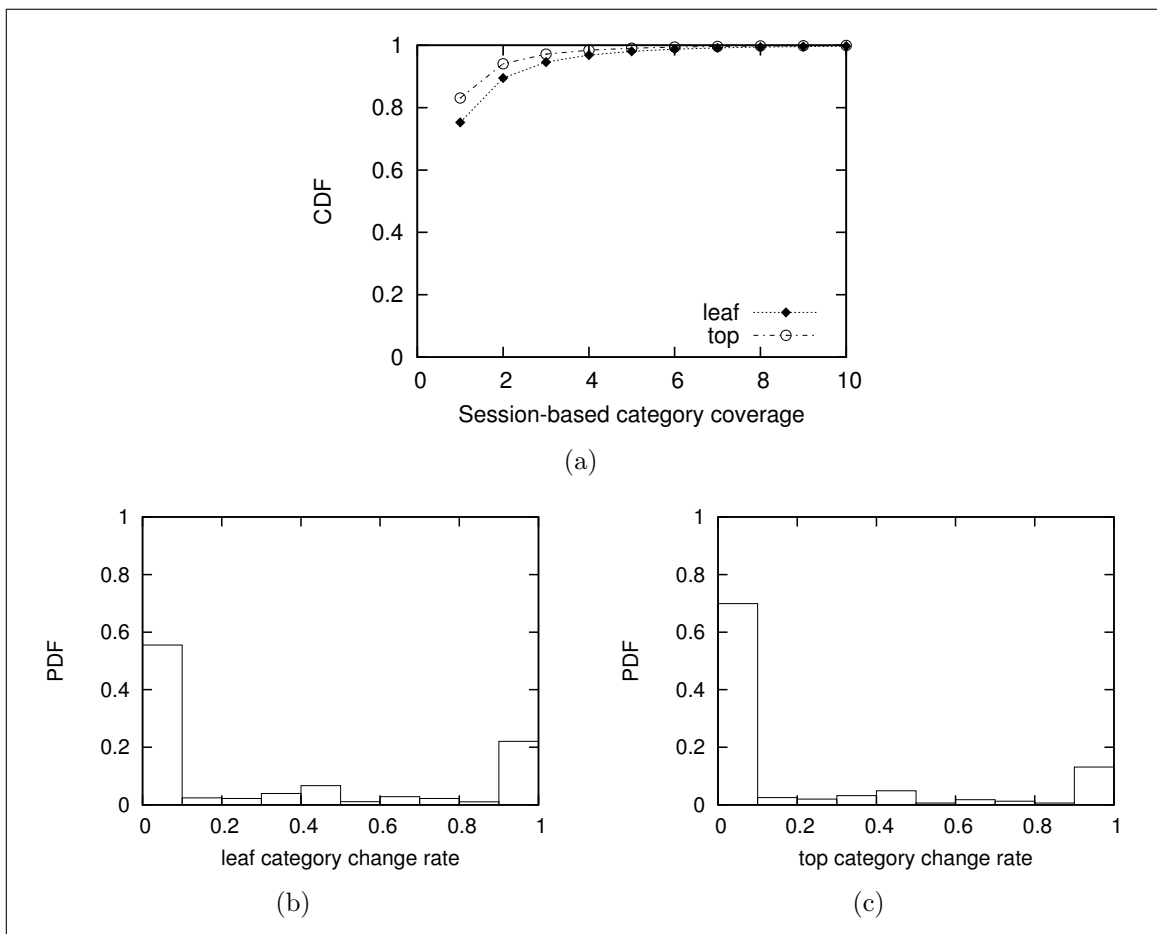 1
0.8
0.6
0.4
0.2
0
CDF
leaf
top
0 2 4 6 8 10
Session-based category coverage
(a)
1
0.8
0.6
0.4
0.2
0
PDF
0 0.2 0.4 0.6 0.8 1
leaf category change rate
(b)
1
0.8
0.6
0.4
0.2
0
PDF
0 0.2 0.4 0.6 0.8 1
top category change rate
(c)